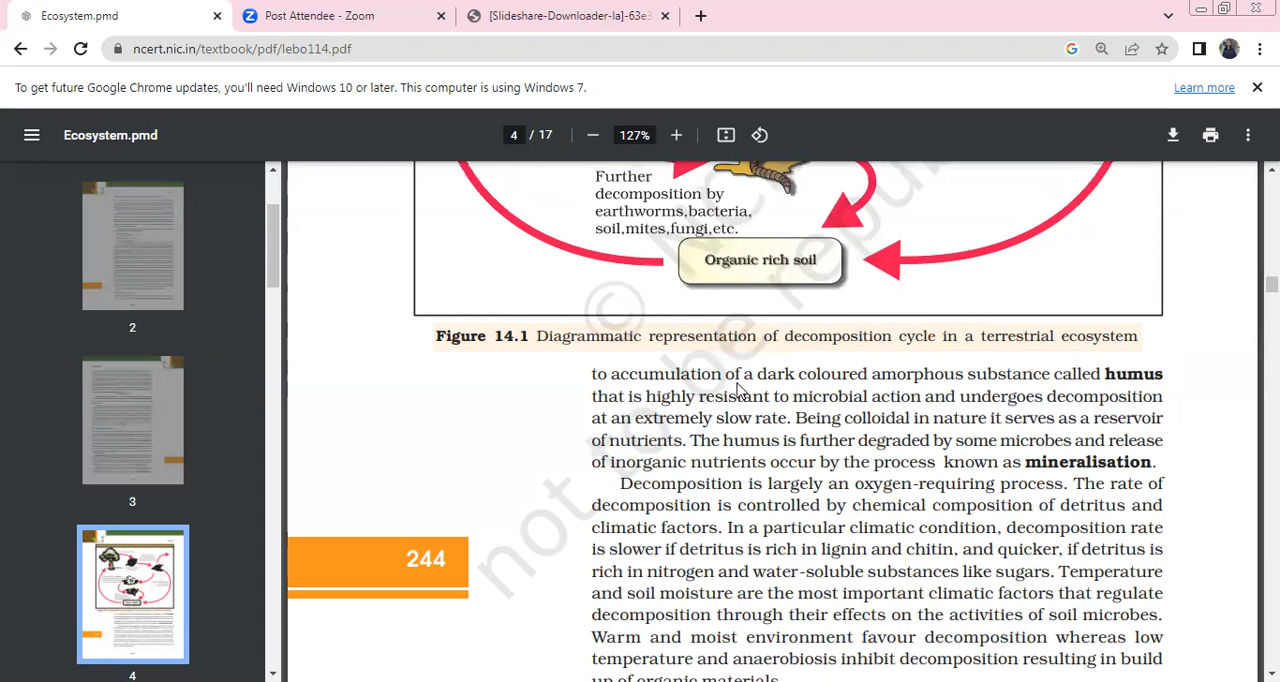 Ecosystem.pmd
Post Attendee - Zoom
[Slideshare-Downloader-la]-63e3
ncert.nic.in/textbook/pdf/lebo114.pdf
To get future Google Chrome updates, you'll need Windows 10 or later. This computer is using Windows 7.
Learn more
Ecosystem.pmd
4 / 17
127%
2
3
4
Further
decomposition by
earthworms,bacteria,
soil,mites,fungi,etc.
Organic rich soil
Figure 14.1 Diagrammatic representation of decomposition cycle in a terrestrial ecosystem
to accumulation of a dark coloured amorphous substance called humus
that is highly resistant to microbial action and undergoes decomposition
at an extremely slow rate. Being colloidal in nature it serves as a reservoir
of nutrients. The humus is further degraded by some microbes and release
of inorganic nutrients occur by the process known as mineralisation.
Decomposition is largely an oxygen-requiring process. The rate of
decomposition is controlled by chemical composition of detritus and
climatic factors. In a particular climatic condition, decomposition rate
is slower if detritus is rich in lignin and chitin, and quicker, if detritus is
rich in nitrogen and water-soluble substances like sugars. Temperature
and soil moisture are the most important climatic factors that regulate
decomposition through their effects on the activities of soil microbes.
Warm and moist environment favour decomposition whereas low
temperature and anaerobiosis inhibit decomposition resulting in build
up of organic materials.
244
not to be repu